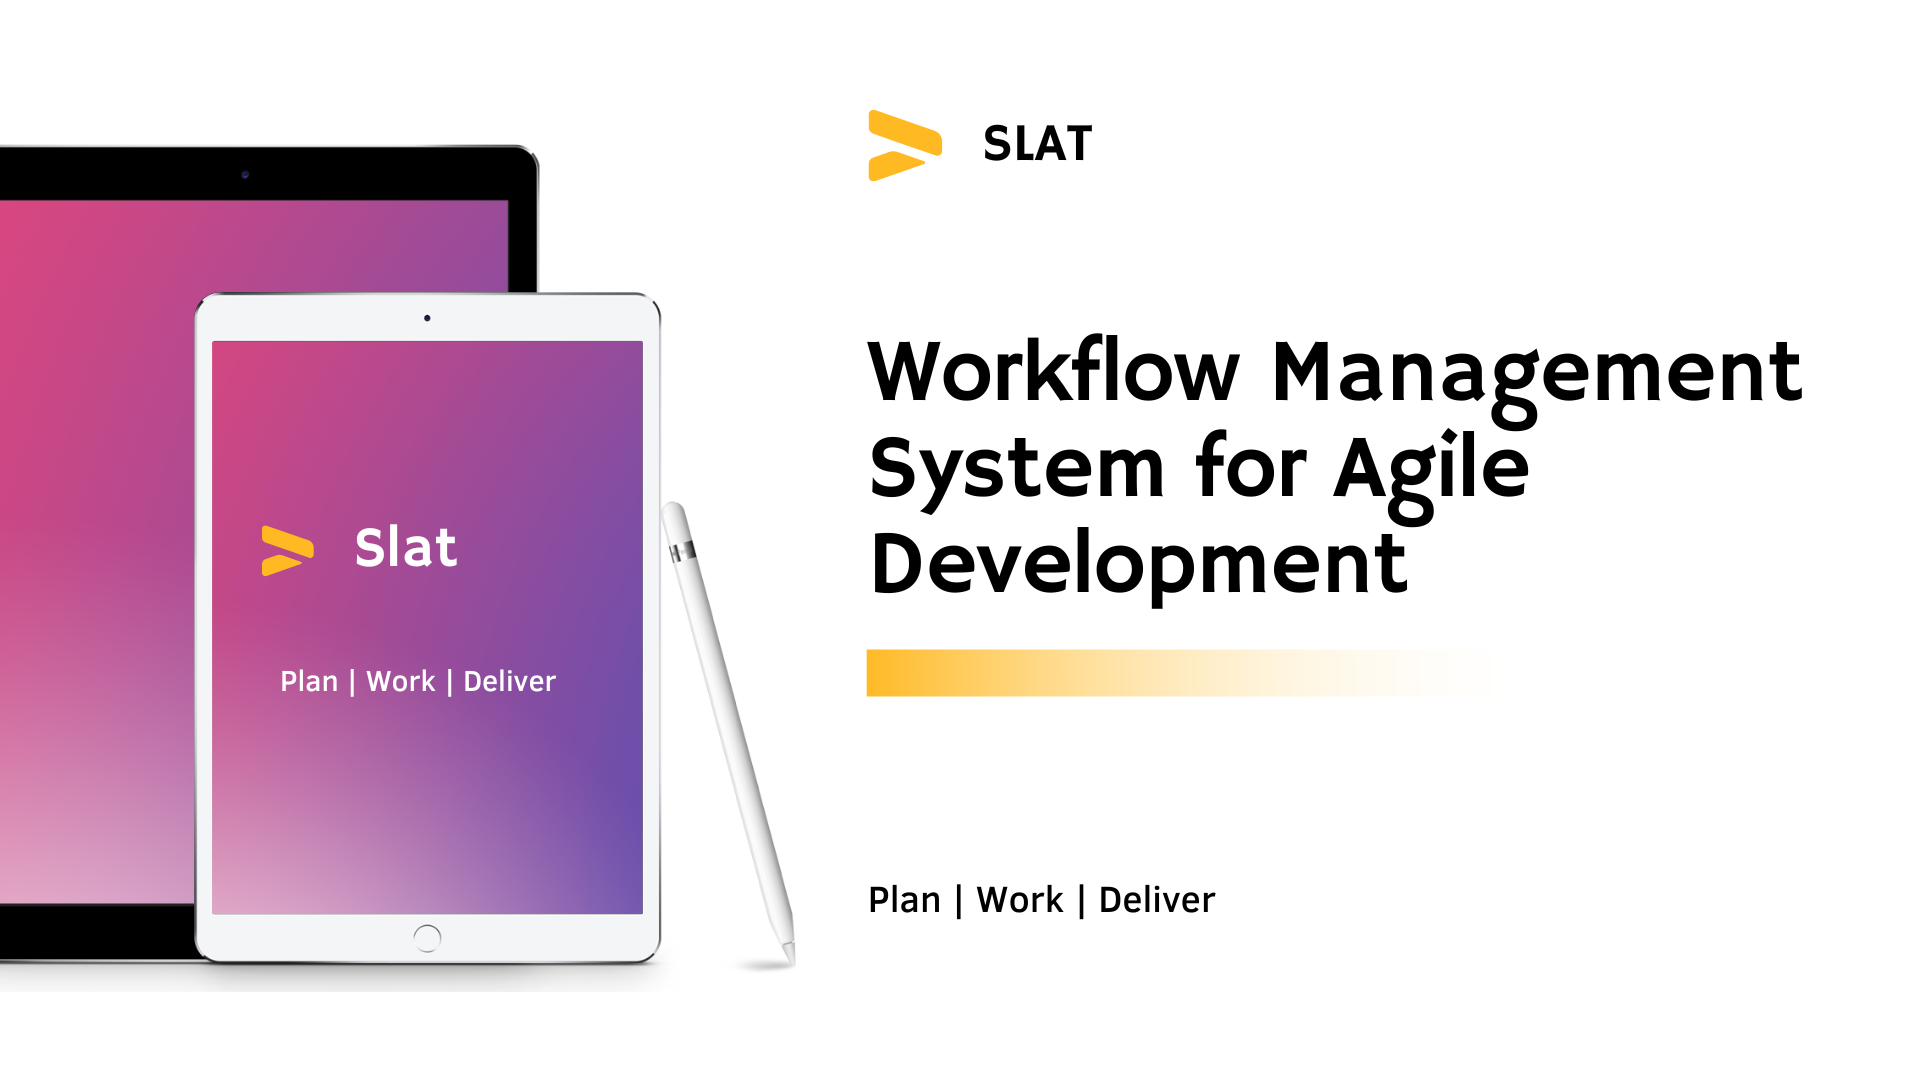 SLAT
Workflow Management
System for Agile
Development
Plan | Work | Deliver
Slat
Plan | Work | Deliver